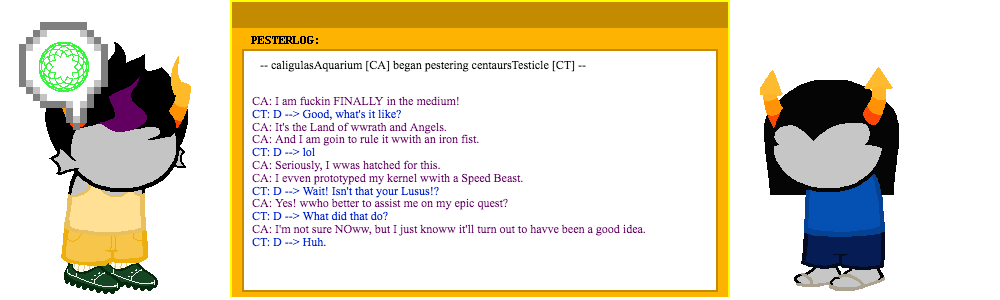 PESTERLOG:
-- caligulasAquarium [CA] began pestering centaursTesticle [CT] --
CA: I am fuckin FINALLY in the medium!
CT: D --> Good, what's it like?
CA: It's the Land of wwrath and Angels.
CA: And I am goin to rule it wwith an iron fist.
CT: D --> lol
CA: Seriously, I wwas hatched for this.
CA: I evven prototyped my kernel wwith a Speed Beast.
CT: D --> Wait! Isn't that your Lusus!?
CA: Yes! wwho better to assist me on my epic quest?
CT: D --> What did that do?
CA: I'm not sure NOww, but I just knoww it'll turn out to havve been a good idea.
CT: D --> Huh.